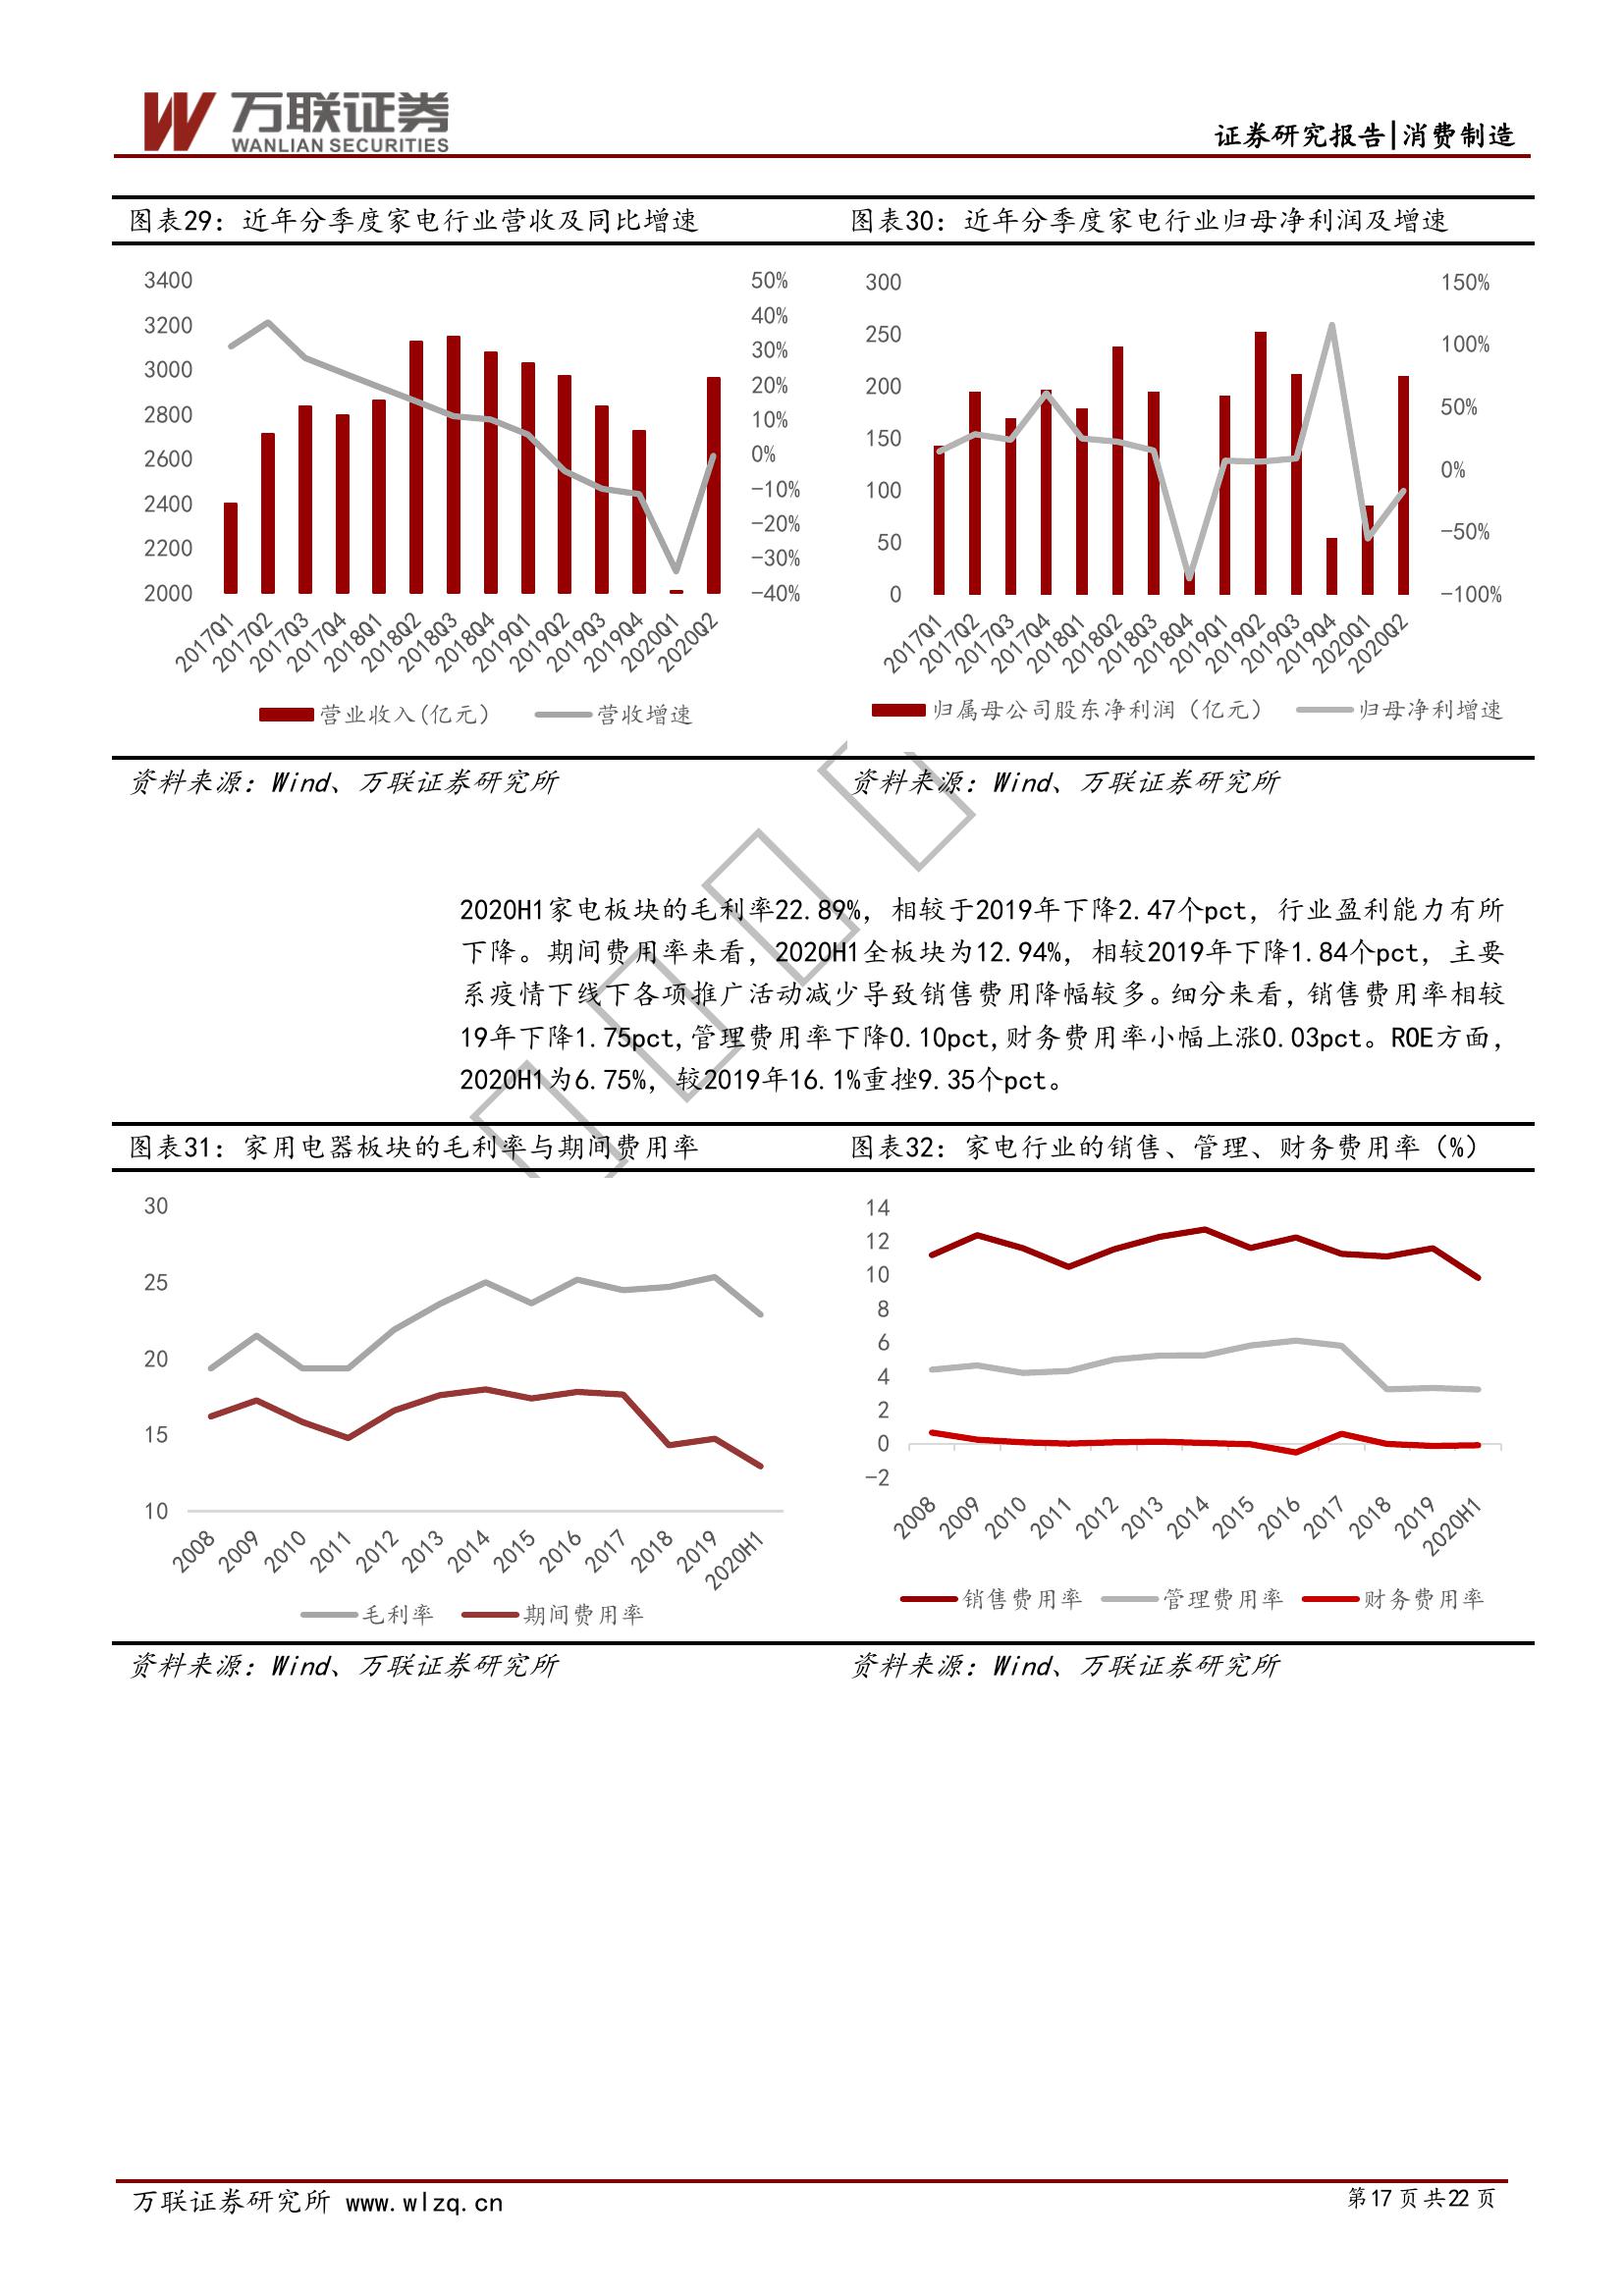 万联证券
WANLIAN SECURITIES
证券研究报告|消费制造
图表29：近年分季度家电行业营收及同比增速
3400
3200
3000
2800
2600
2400
2200
2000
50%
40%
30%
20%
10%
0%
-10%
-20%
-30%
-40%
2017Q1
2017Q2
2017Q3
2017Q4
2018Q1
2018Q2
2018Q3
2018Q4
2019Q1
2019Q2
2019Q3
2019Q4
2020Q1
2020Q2
营业收入(亿元) 营收增速
资料来源：Wind、万联证券研究所
图表30：近年分季度家电行业归母净利润及增速
300
250
200
150
100
50
0
150%
100%
50%
0%
-50%
-100%
2017Q1
2017Q2
2017Q3
2017Q4
2018Q1
2018Q2
2018Q3
2018Q4
2019Q1
2019Q2
2019Q3
2019Q4
2020Q1
2020Q2
归属母公司股东净利润（亿元） 归母净利增速
资料来源：Wind、万联证券研究所
2020H1家电板块的毛利率22.89%，相较于2019年下降2.47个pct，行业盈利能力有所
下降。期间费用率来看，2020H1全板块为12.94%，相较2019年下降1.84个pct，主要
系疫情下线下各项推广活动减少导致销售费用降幅较多。细分来看，销售费用率相较
19年下降1.75pct,管理费用率下降0.10pct,财务费用率小幅上涨0.03pct。ROE方面，
2020H1为6.75%，较2019年16.1%重挫9.35个pct。
图表31：家用电器板块的毛利率与期间费用率
30
25
20
15
10
2008
2009
2010
2011
2012
2013
2014
2015
2016
2017
2018
2019
2020H1
毛利率 期间费用率
资料来源：Wind、万联证券研究所
图表32：家电行业的销售、管理、财务费用率（%）
14
12
10
8
6
4
2
0
-2
2008
2009
2010
2011
2012
2013
2014
2015
2016
2017
2018
2019
2020H1
销售费用率 管理费用率 财务费用率
资料来源：Wind、万联证券研究所
万联证券研究所 www.wlzq.cn
第17页共22页